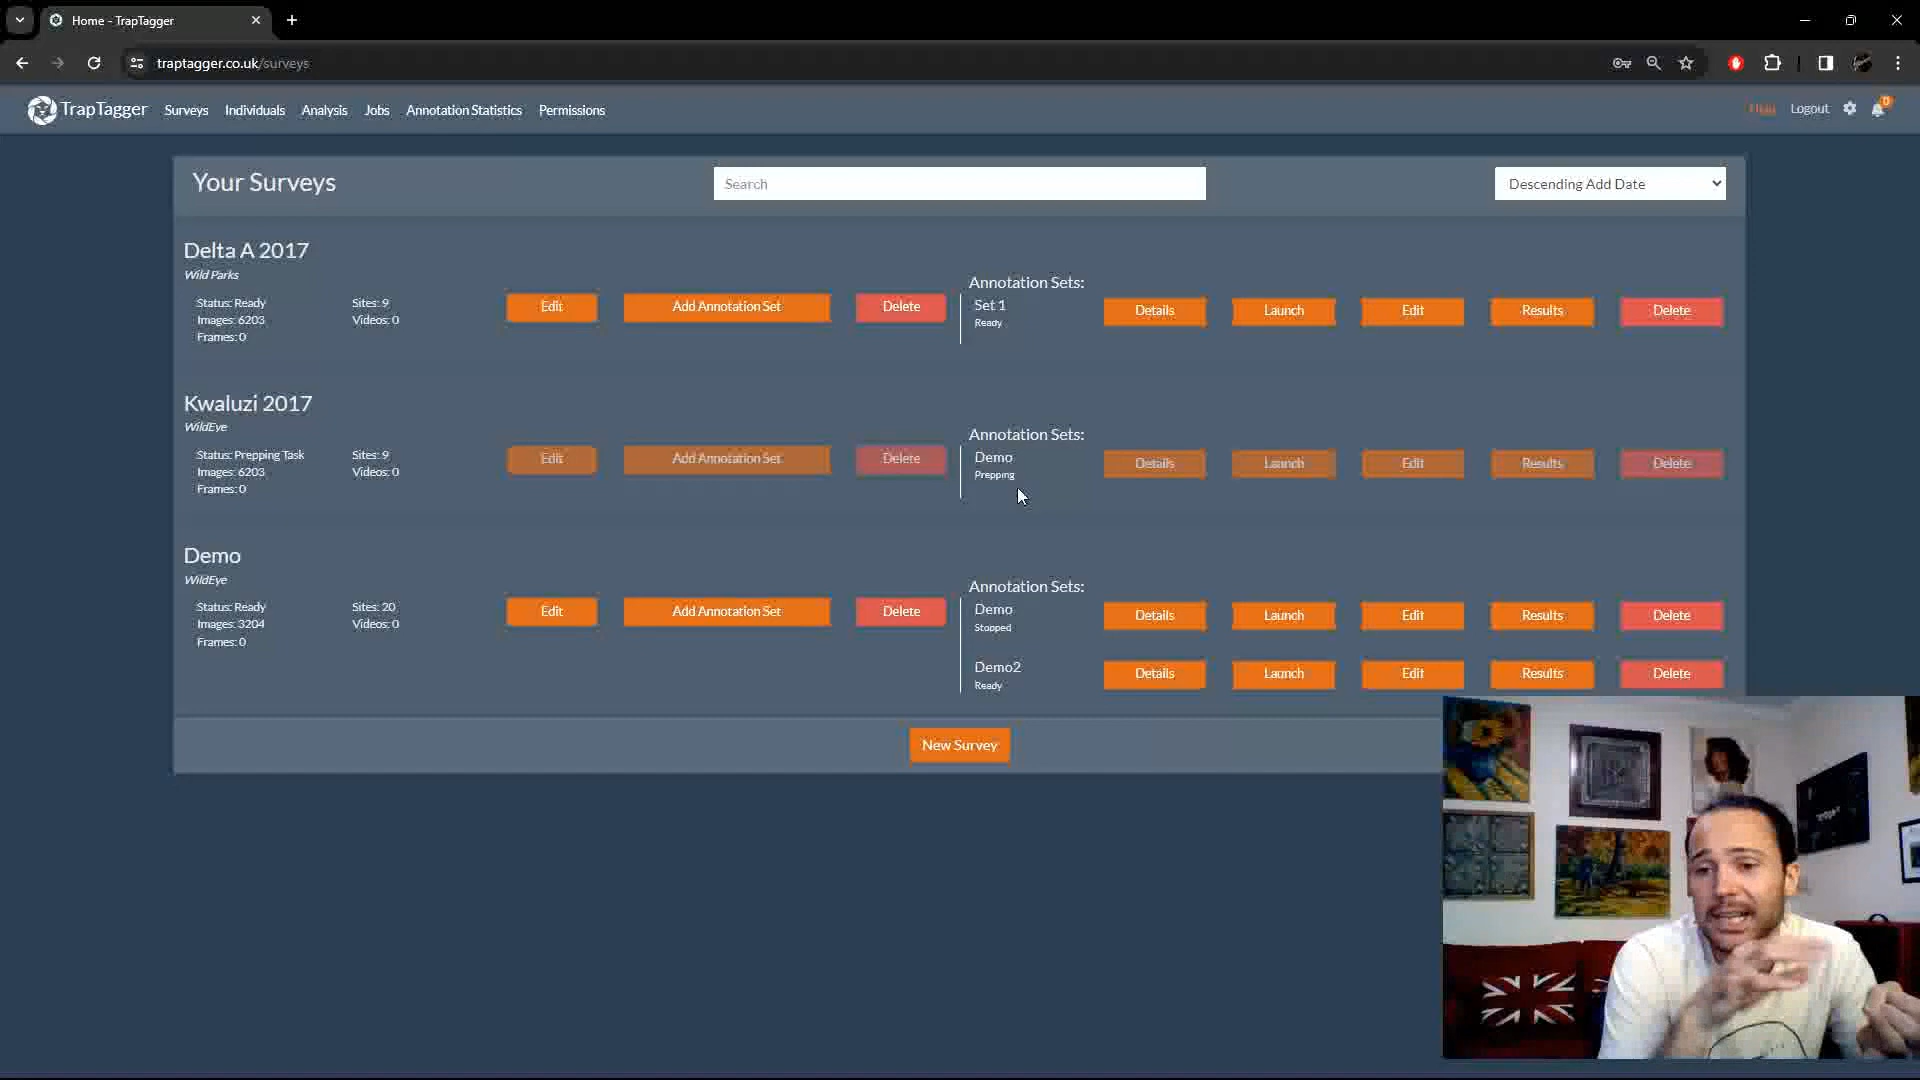 Home - TrapTagger
traptagger.co.uk/surveys
TrapTagger Surveys Individuals Analysis Jobs Annotation Statistics Permissions Logout 0
Your Surveys Search Descending Add Date
Delta A 2017
Wild Parks
Status: Ready Sites: 9
Images: 6203 Videos: 0
Frames: 0
Edit Add Annotation Set Delete
Annotation Sets:
Set 1
Ready
Details Launch Edit Results Delete
Kwaluzi 2017
WildEye
Status: Prepping Task Sites: 9
Images: 6203 Videos: 0
Frames: 0
Edit Add Annotation Set Delete
Annotation Sets:
Demo
Prepping
Details Launch Edit Results Delete
Demo
WildEye
Status: Ready Sites: 20
Images: 3204 Videos: 0
Frames: 0
Edit Add Annotation Set Delete
Annotation Sets:
Demo
Stopped
Details Launch Edit Results Delete
Demo2
Ready
Details Launch Edit Results Delete
New Survey